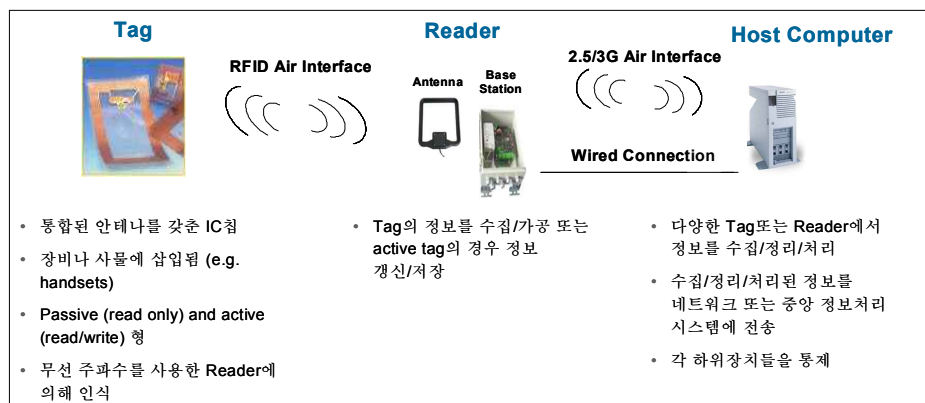 Tag
Reader
Host Computer
RFID Air Interface
2.5/3G Air Interface
Antenna
Base
Station
Wired Connection
• 통합된 안테나를 갖춘 IC칩
• 장비나 사물에 삽입됨 (e.g.
handsets)
• Passive (read only) and active
(read/write) 형
• 무선 주파수를 사용한 Reader에
의해 인식
• Tag의 정보를 수집/가공 또는
active tag의 경우 정보
갱신/저장
• 다양한 Tag또는 Reader에서
정보를 수집/정리/처리
• 수집/정리/처리된 정보를
네트워크 또는 중앙 정보처리
시스템에 전송
• 각 하위장치들을 통제